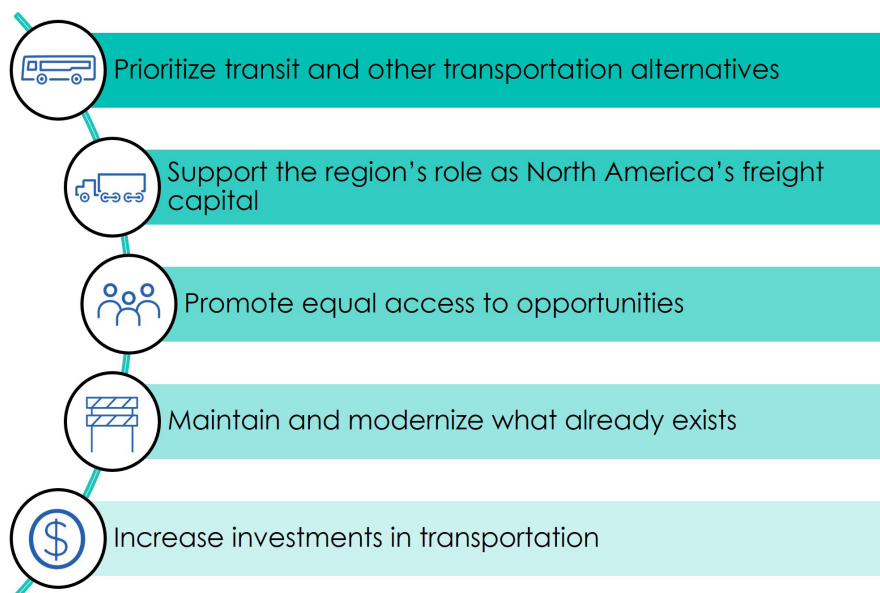 Prioritize transit and other transportation alternatives
Support the region’s role as North America’s freight
capital
Promote equal access to opportunities
Maintain and modernize what already exists
$
Increase investments in transportation